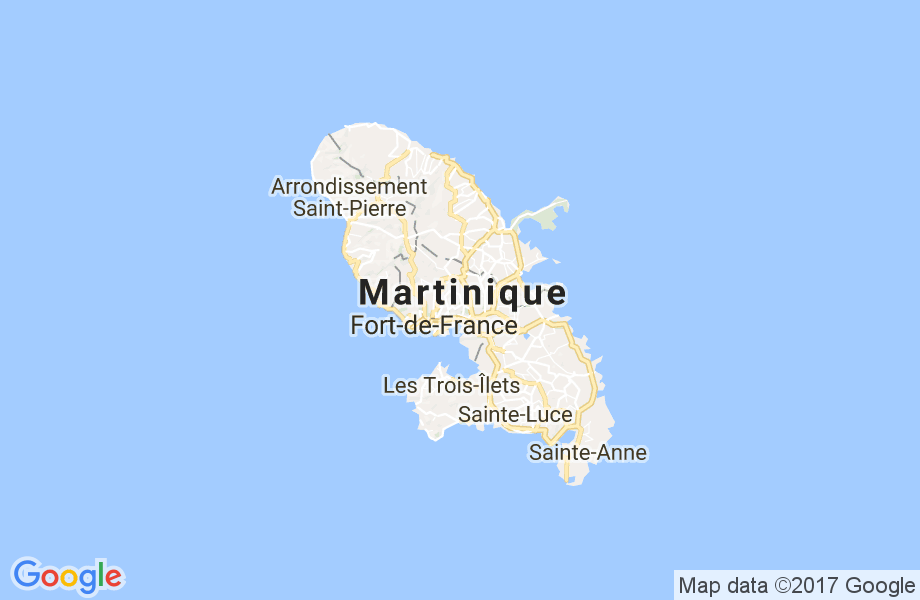 Arrondissement
Saint-Pierre
Martinique
Fort-de-France
Les Trois-Îlets
Sainte-Luce
Sainte-Anne
Google
Map data ©2017 Google